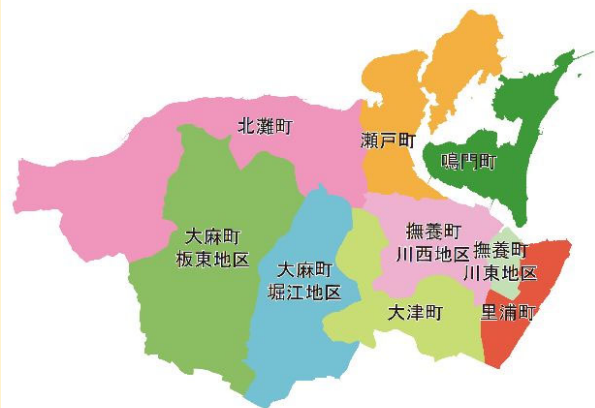 北灘町
瀬戸町
鳴門町
大麻町
板東地区
大麻町
堀江地区
撫養町
川西地区
撫養町
川東地区
大津町
里浦町